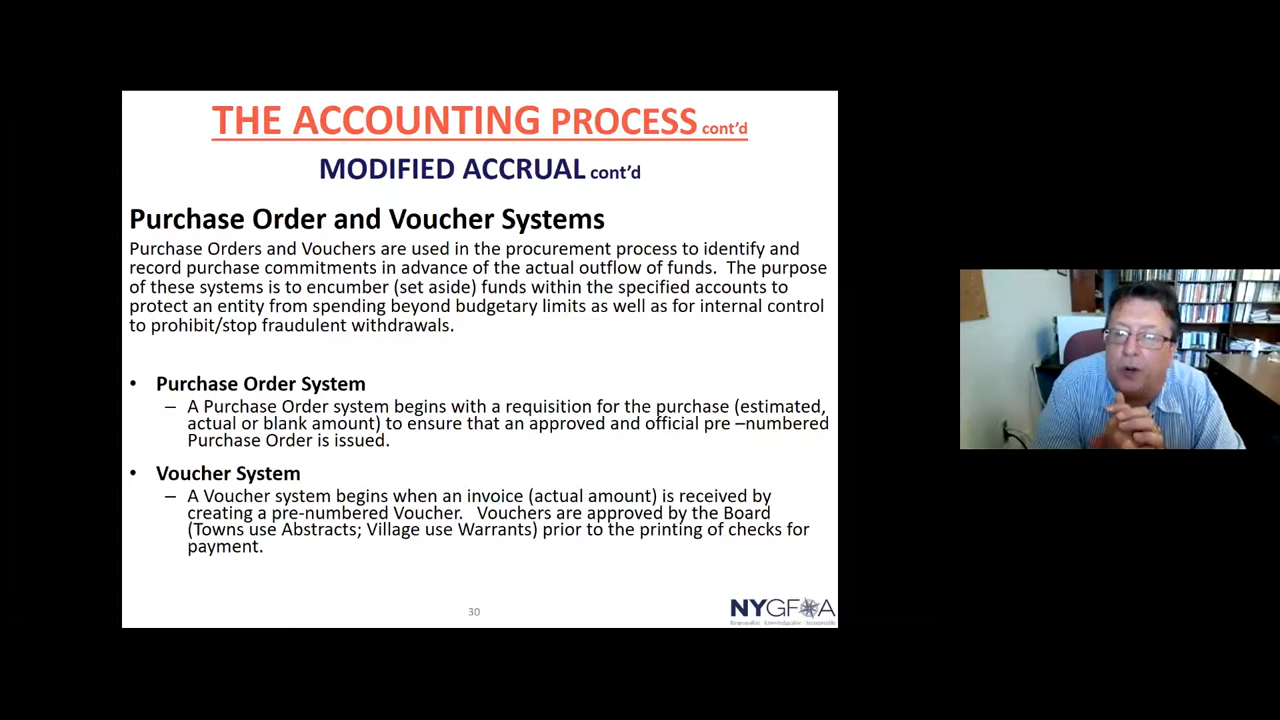 THE ACCOUNTING PROCESS cont'd
MODIFIED ACCRUAL cont'd
Purchase Order and Voucher Systems
Purchase Orders and Vouchers are used in the procurement process to identify and
record purchase commitments in advance of the actual outflow of funds.  The purpose
of these systems is to encumber (set aside) funds within the specified accounts to
protect an entity from spending beyond budgetary limits as well as for internal control
to prohibit/stop fraudulent withdrawals.
• Purchase Order System
– A Purchase Order system begins with a requisition for the purchase (estimated,
actual or blank amount) to ensure that an approved and official pre –numbered
Purchase Order is issued.
• Voucher System
– A Voucher system begins when an invoice (actual amount) is received by
creating a pre-numbered Voucher.   Vouchers are approved by the Board
(Towns use Abstracts; Village use Warrants) prior to the printing of checks for
payment.
30
NYGFOA
Responsible · Knowledgeable · Accountable